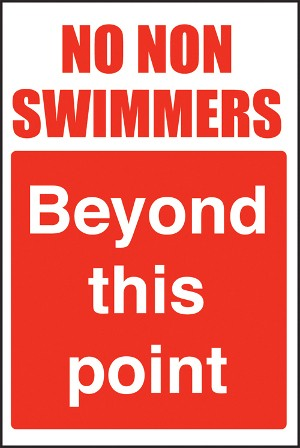 NO NON
SWIMMERS
Beyond
this
point